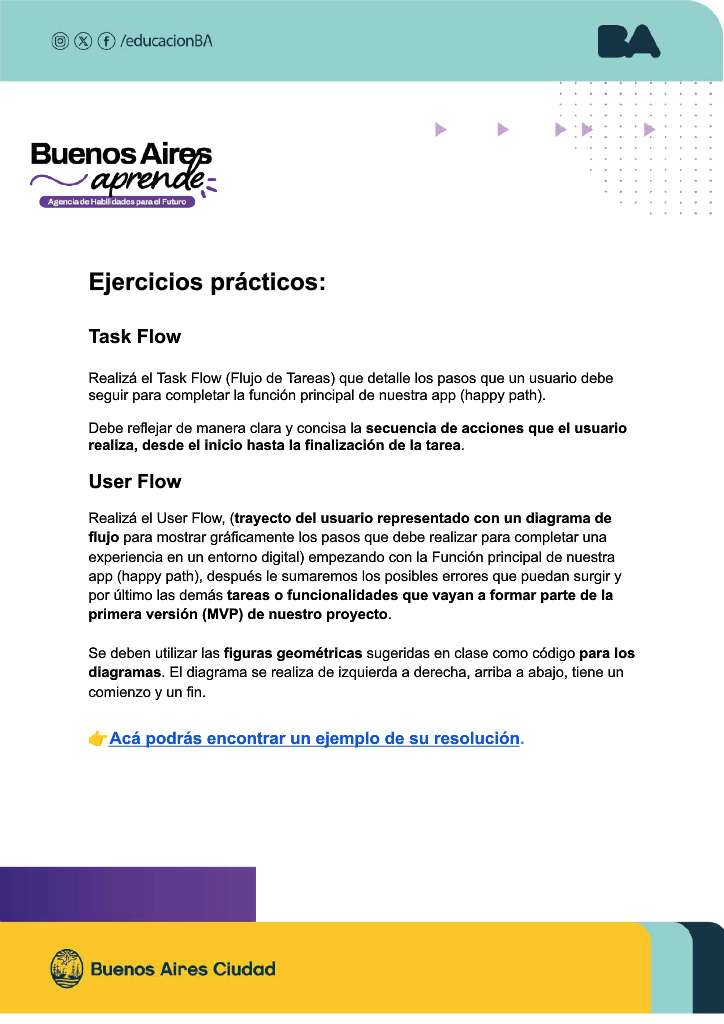 /educacionBA
BA
Buenos Aires
aprende
Agencia de Habilidades para el Futuro
Ejercicios prácticos:
Task Flow
Realizá el Task Flow (Flujo de Tareas) que detalle los pasos que un usuario debe
seguir para completar la función principal de nuestra app (happy path).
Debe reflejar de manera clara y concisa la secuencia de acciones que el usuario
realiza, desde el inicio hasta la finalización de la tarea.
User Flow
Realizá el User Flow, (trayecto del usuario representado con un diagrama de
flujo para mostrar gráficamente los pasos que debe realizar para completar una
experiencia en un entorno digital) empezando con la Función principal de nuestra
app (happy path), después le sumaremos los posibles errores que puedan surgir y
por último las demás tareas o funcionalidades que vayan a formar parte de la
primera versión (MVP) de nuestro proyecto.
Se deben utilizar las figuras geométricas sugeridas en clase como código para los
diagramas. El diagrama se realiza de izquierda a derecha, arriba a abajo, tiene un
comienzo y un fin.
👉Acá podrás encontrar un ejemplo de su resolución.
Buenos Aires Ciudad